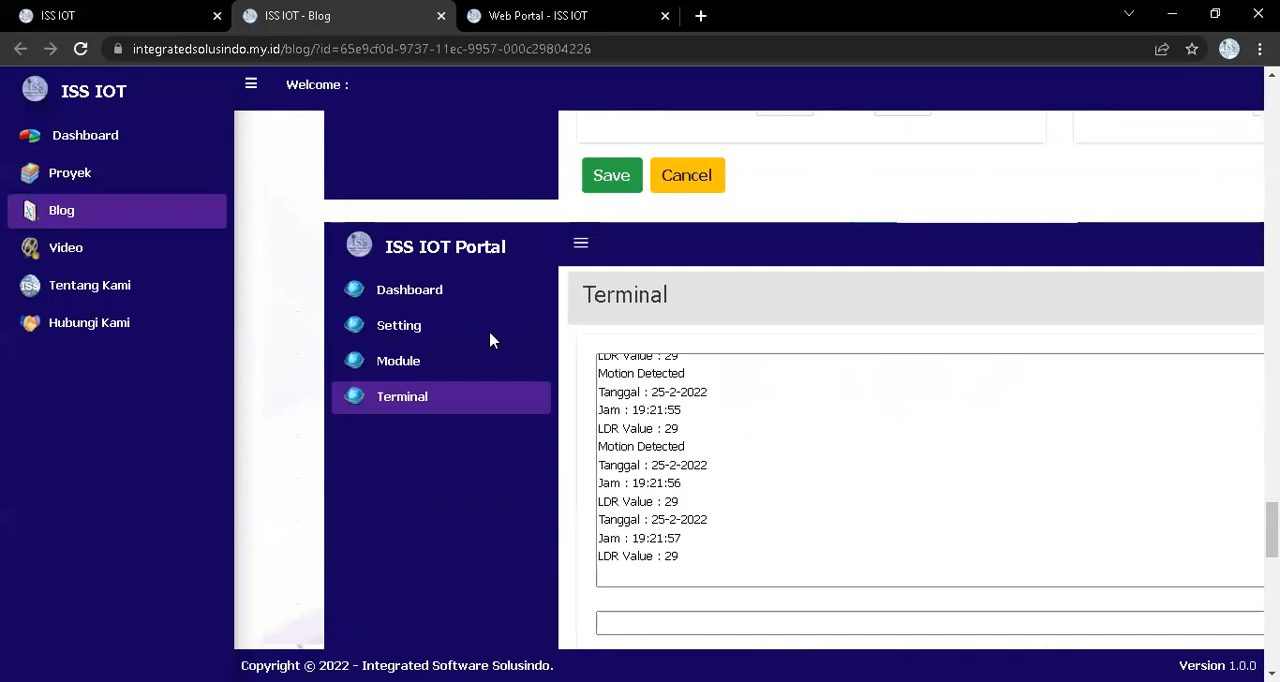 ISS IOT
ISS IOT - Blog
Web Portal - ISS IOT
integratedsolusindo.my.id/blog/?id=65e9cf0d-9737-11ec-9957-000c29804226
ISS IOT
Welcome :
Dashboard
Proyek
Blog
Video
Tentang Kami
Hubungi Kami
Save
Cancel
ISS IOT Portal
Dashboard
Setting
Module
Terminal
Terminal
LDR Value : 29
Motion Detected
Tanggal : 25-2-2022
Jam : 19:21:55
LDR Value : 29
Motion Detected
Tanggal : 25-2-2022
Jam : 19:21:56
LDR Value : 29
Tanggal : 25-2-2022
Jam : 19:21:57
LDR Value : 29
Copyright © 2022 - Integrated Software Solusindo.
Version 1.0.0